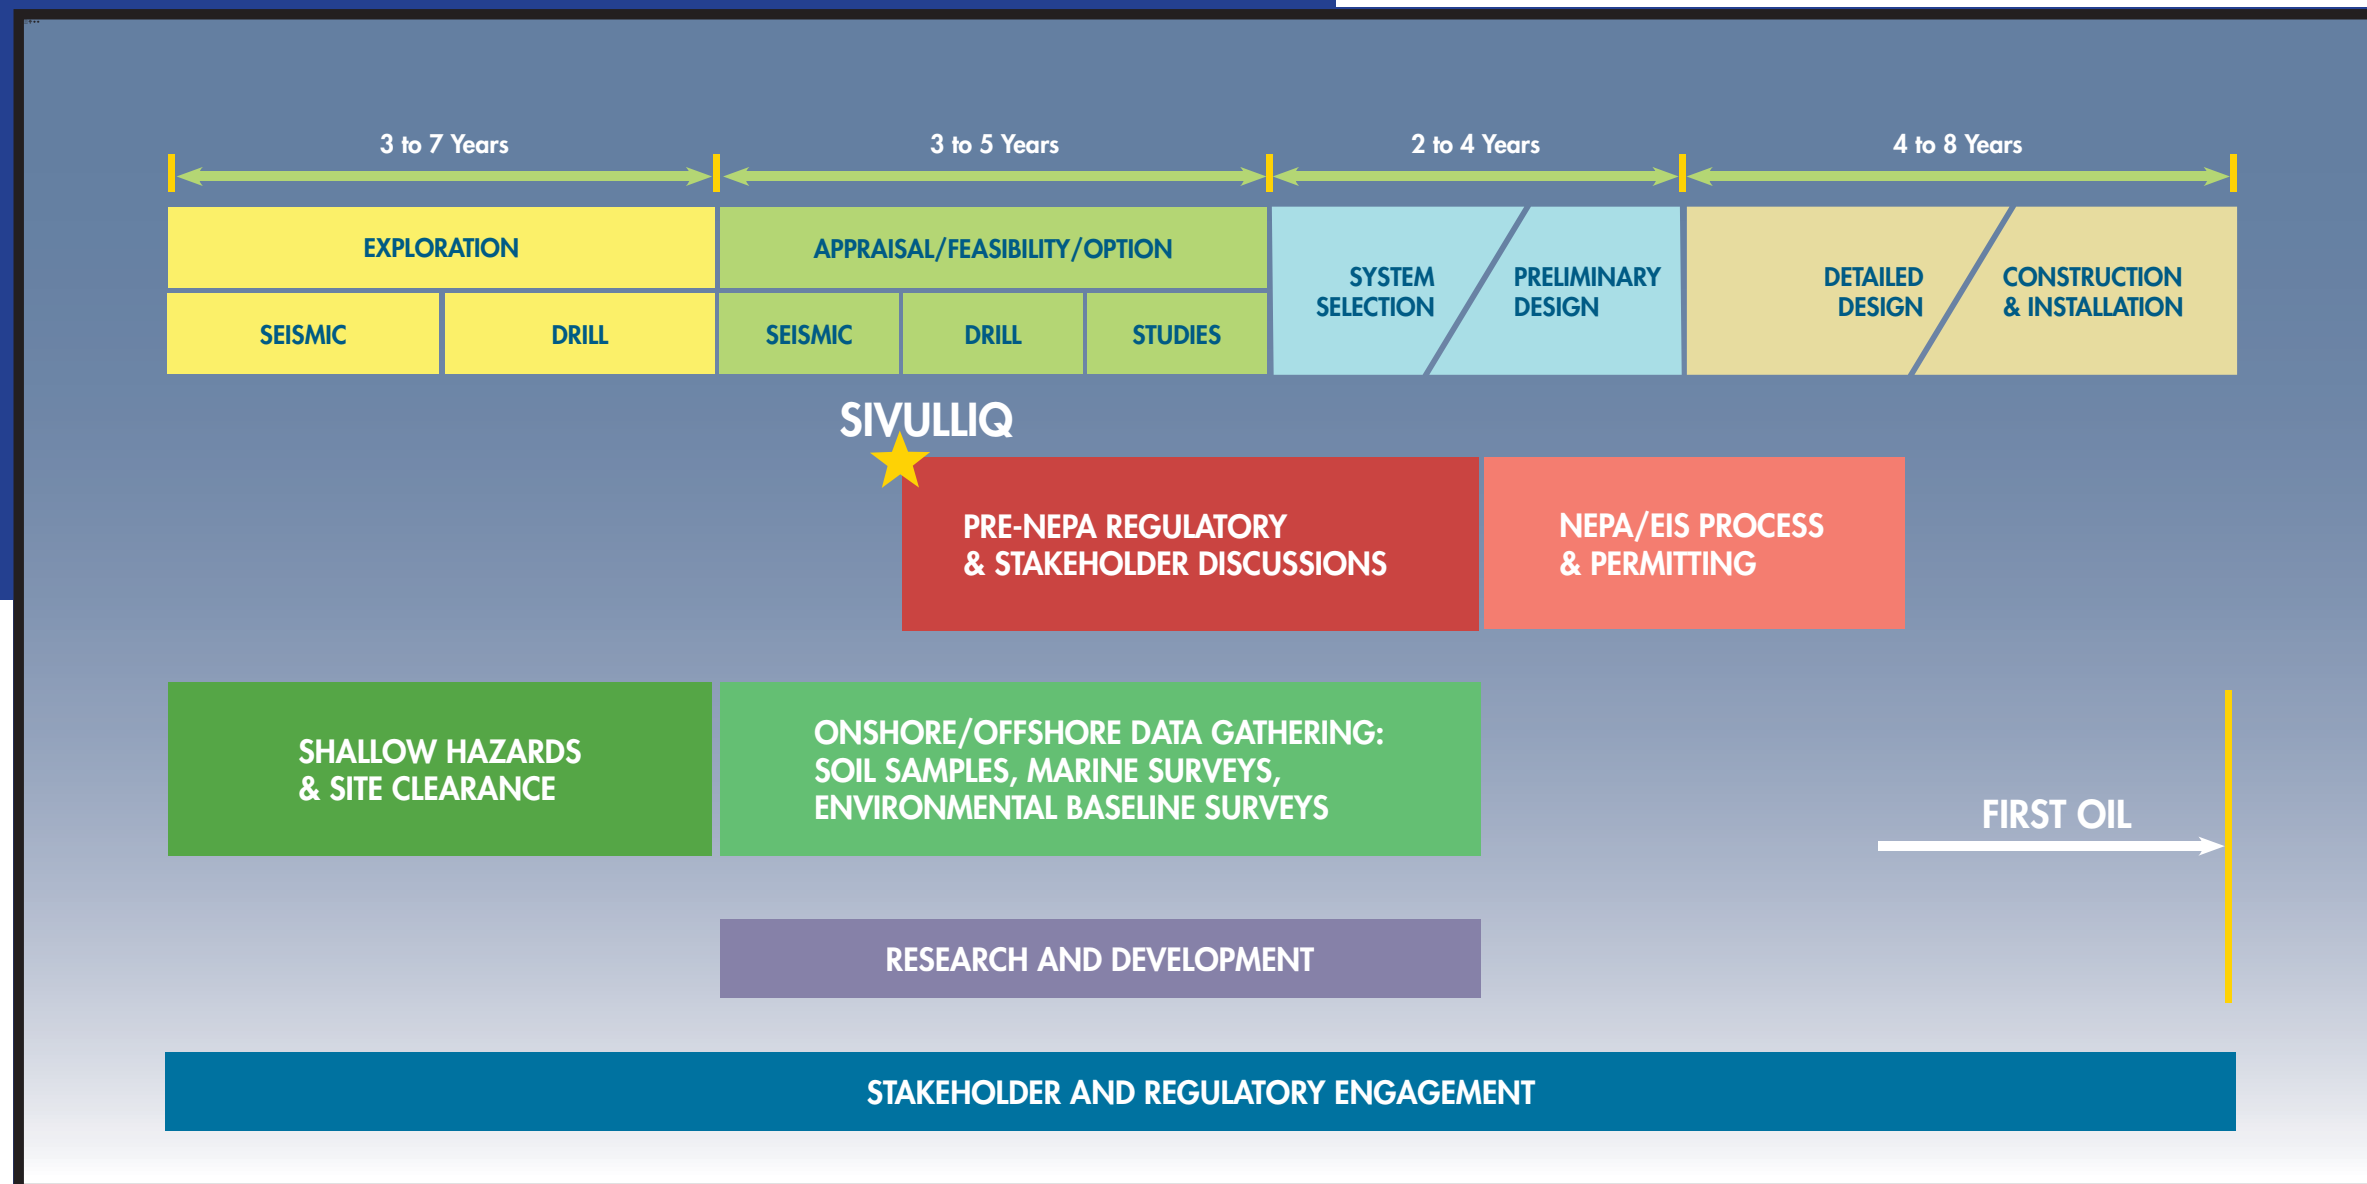 3 to 7 Years
3 to 5 Years
2 to 4 Years
4 to 8 Years
EXPLORATION
APPRAISAL/FEASIBILITY/OPTION
SYSTEM
SELECTION
PRELIMINARY
DESIGN
DETAILED
DESIGN
CONSTRUCTION
& INSTALLATION
SEISMIC
DRILL
SEISMIC
DRILL
STUDIES
SIVULLIQ
PRE-NEPA REGULATORY
& STAKEHOLDER DISCUSSIONS
NEPA/EIS PROCESS
& PERMITTING
SHALLOW HAZARDS
& SITE CLEARANCE
ONSHORE/OFFSHORE DATA GATHERING:
SOIL SAMPLES, MARINE SURVEYS,
ENVIRONMENTAL BASELINE SURVEYS
FIRST OIL
RESEARCH AND DEVELOPMENT
STAKEHOLDER AND REGULATORY ENGAGEMENT